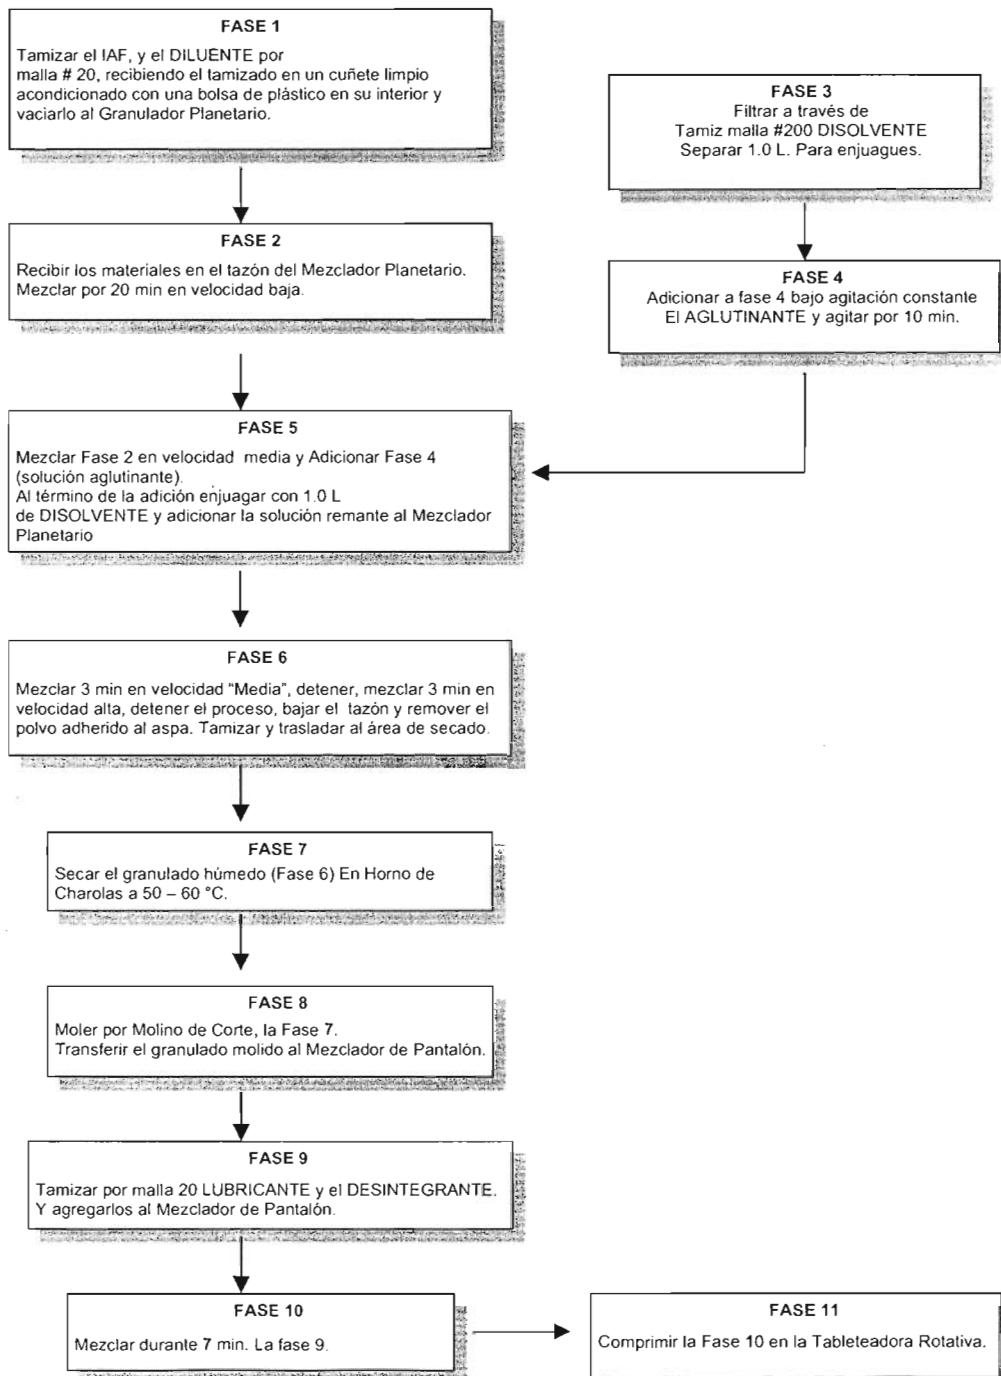 FASE 1
Tamizar el IAF, y el DILUENTE por
malla # 20, recibiendo el tamizado en un cuñete limpio
acondicionado con una bolsa de plástico en su interior y
vaciarlo al Granulador Planetario.
FASE 2
Recibir los materiales en el tazón del Mezclador Planetario.
Mezclar por 20 min en velocidad baja.
FASE 3
Filtrar a través de
Tamiz malla #200 DISOLVENTE
Separar 1.0 L. Para enjuagues.
FASE 4
Adicionar a fase 4 bajo agitación constante
El AGLUTINANTE y agitar por 10 min.
FASE 5
Mezclar Fase 2 en velocidad media y Adicionar Fase 4
(solución aglutinante).
Al término de la adición enjuagar con 1.0 L
de DISOLVENTE y adicionar la solución remante al Mezclador
Planetario
FASE 6
Mezclar 3 min en velocidad "Media", detener, mezclar 3 min en
velocidad alta, detener el proceso, bajar el tazón y remover el
polvo adherido al aspa. Tamizar y trasladar al área de secado.
FASE 7
Secar el granulado húmedo (Fase 6) En Horno de
Charolas a 50 – 60 °C.
FASE 8
Moler por Molino de Corte, la Fase 7.
Transferir el granulado molido al Mezclador de Pantalón.
FASE 9
Tamizar por malla 20 LUBRICANTE y el DESINTEGRANTE.
Y agregarlos al Mezclador de Pantalón.
FASE 10
Mezclar durante 7 min. La fase 9.
FASE 11
Comprimir la Fase 10 en la Tableteadora Rotativa.